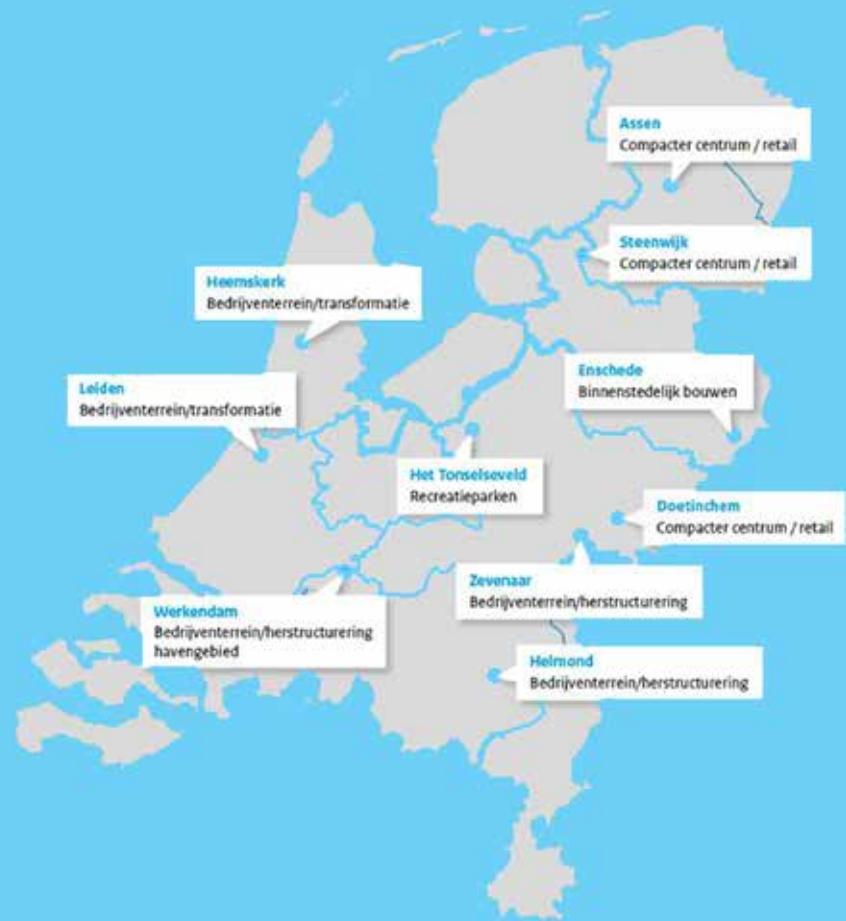 Assen
Compacter centrum / retail
Steenwijk
Compacter centrum / retail
Heemskerk
Bedrijventerrein/transformatie
Enschede
Binnenstedelijk bouwen
Leiden
Bedrijventerrein/transformatie
Het Tonselseveld
Recreatieparken
Doetinchem
Compacter centrum / retail
Zevenaar
Bedrijventerrein/herstructurering
Werkendam
Bedrijventerrein/herstructurering
havengebied
Helmond
Bedrijventerrein/herstructurering